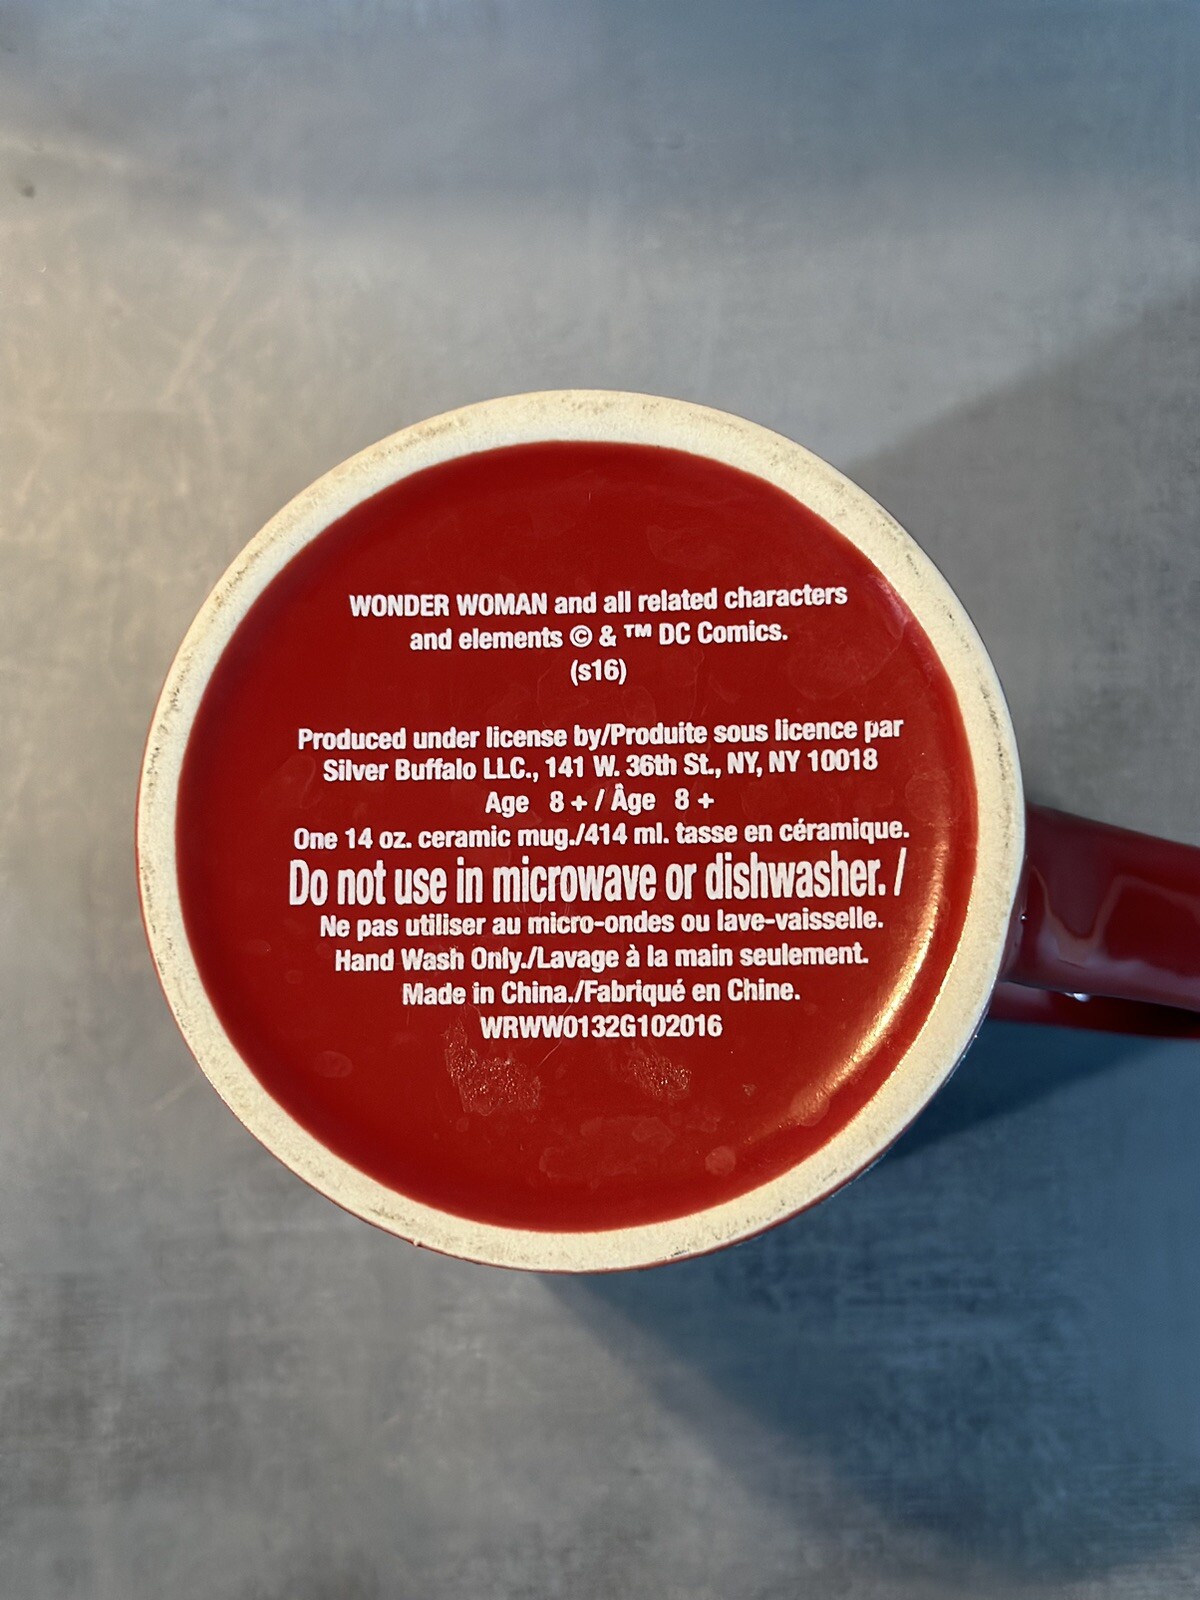 WONDER WOMAN and all related characters
and elements © & ™ DC Comics.
(s16)
Produced under license by/Produite sous licence par
Silver Buffalo LLC., 141 W. 36th St., NY, NY 10018
Age 8 + / Âge 8 +
One 14 oz. ceramic mug./414 ml. tasse en céramique.
Do not use in microwave or dishwasher. /
Ne pas utiliser au micro-ondes ou lave-vaisselle.
Hand Wash Only./Lavage à la main seulement.
Made in China./Fabriqué en Chine.
WRWW0132G102016